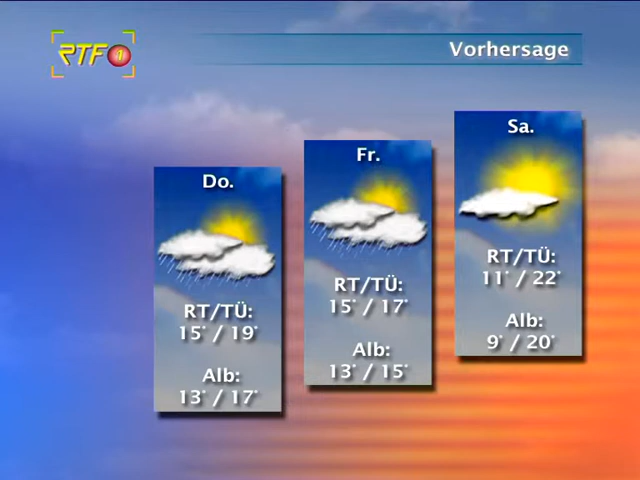 RTF 1
Vorhersage
Do.
RT/TÜ:
15° / 19°
Alb:
13° / 17°
Fr.
RT/TÜ:
15° / 17°
Alb:
13° / 15°
Sa.
RT/TÜ:
11° / 22°
Alb:
9° / 20°